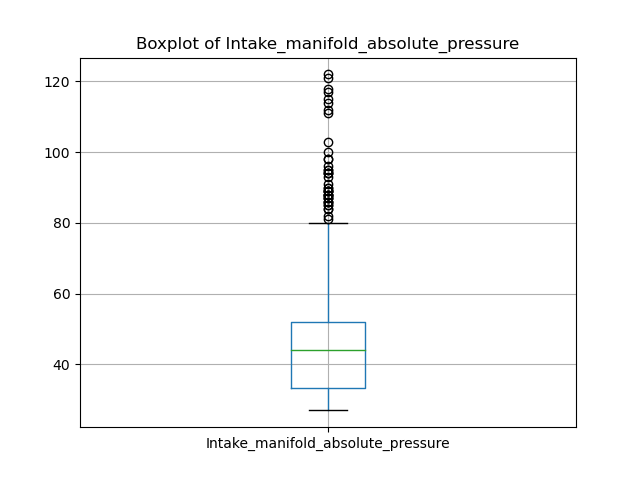 Boxplot of Intake_manifold_absolute_pressure
120
100
80
60
40
Intake_manifold_absolute_pressure